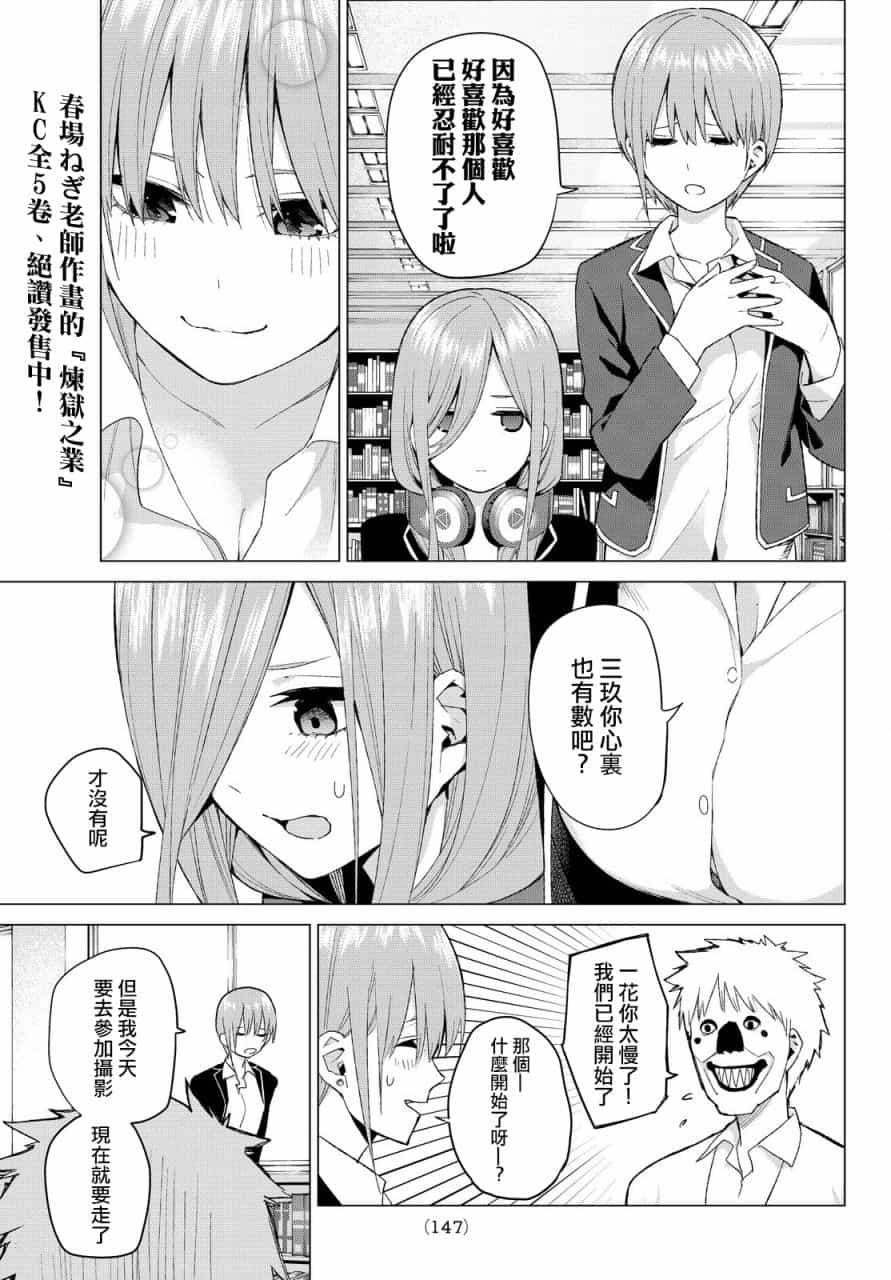 因為好喜歡
好喜歡那個人
已經忍耐不了了啦
春場ねぎ老師作畫的『煉獄之業』
KC全5卷、絕讚發售中！
三玖你心裏
也有數吧？
才沒有呢
一花你太慢了！
我們已經開始了
那個—
什麼開始了呀—？
但是我今天
要去參加攝影
現在就要走了
(147)